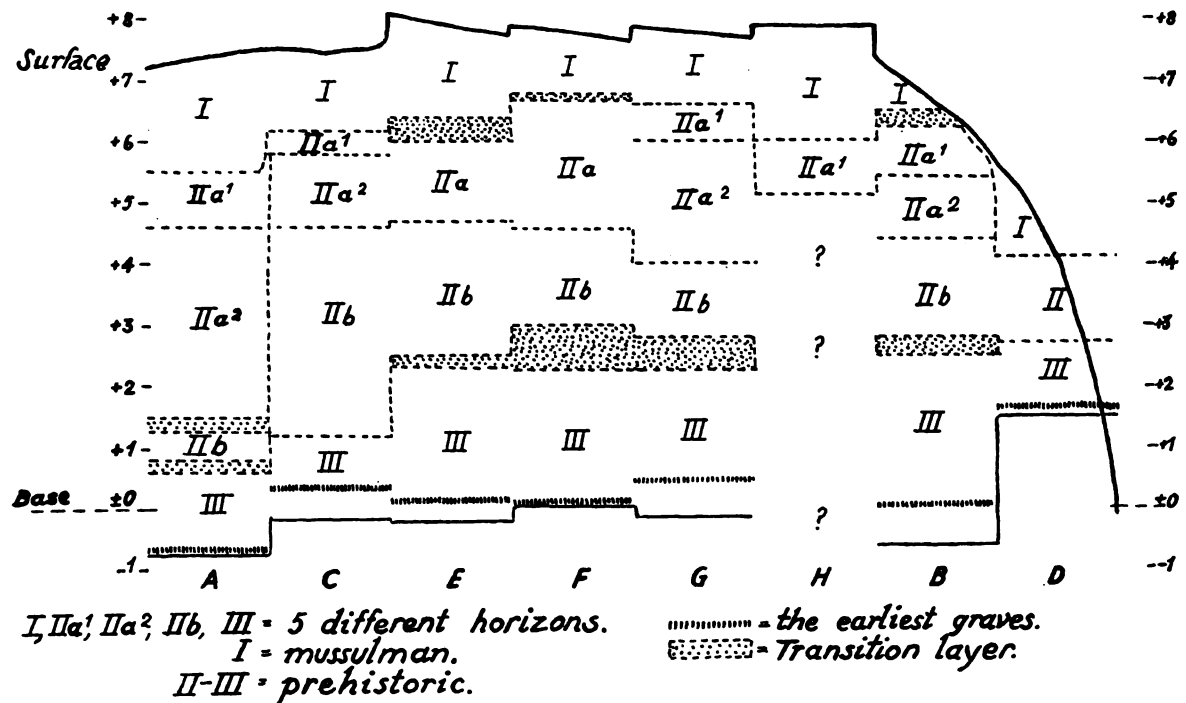 +8 -+8
Surface
I I I I I I I
+7 -+7
+6 IIa¹ IIa¹ -+6
IIa¹ IIa² IIa IIa IIa¹ IIa¹
+5 IIa² IIa² -+5
I
+4 ? -+4
IIb IIb IIb IIb II
+3 IIa² IIb ? -+3
+2 III -+2
III III III III
+1 IIb III -+1
Base ±0 III ? ±0
-1 A C E F G H B D -1
I, IIa¹, IIa², IIb, III = 5 different horizons. = the earliest graves.
I = mussulman. = Transition layer.
II-III = prehistoric.